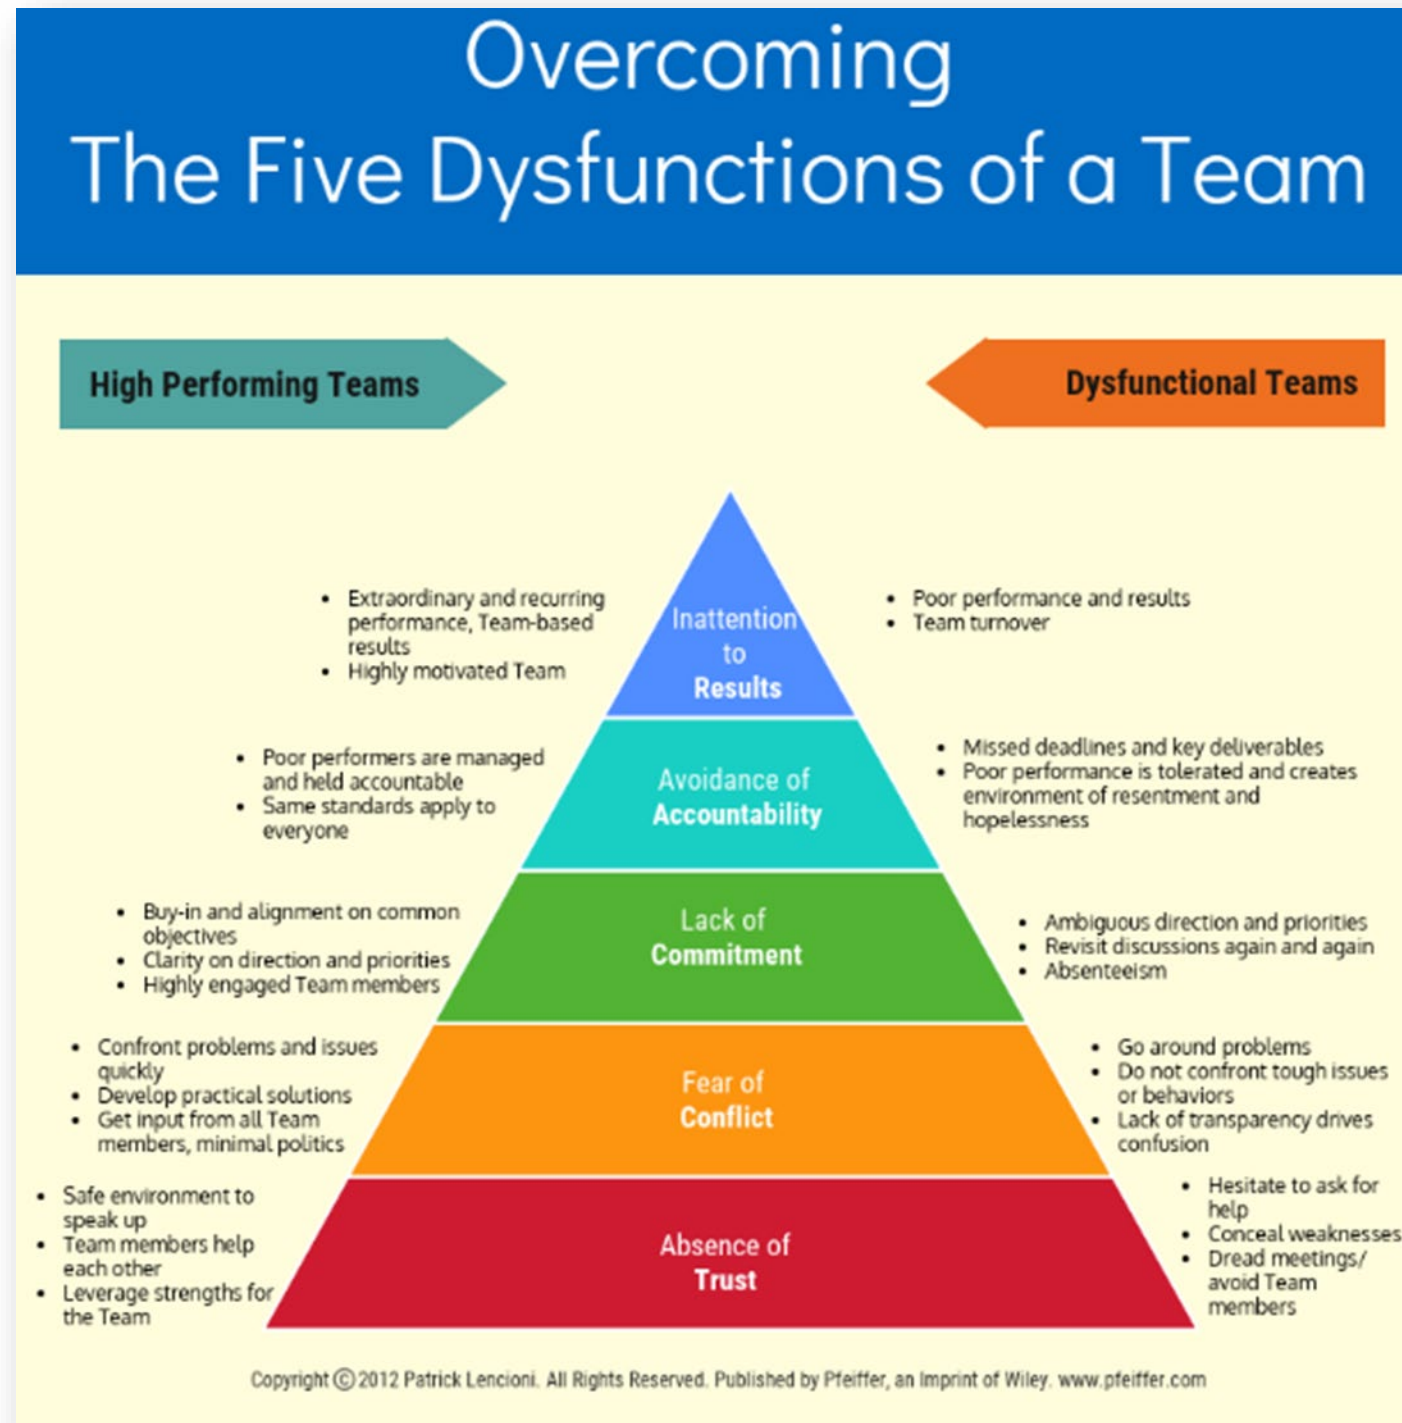 Overcoming
The Five Dysfunctions of a Team
High Performing Teams
Dysfunctional Teams
• Extraordinary and recurring
performance, Team-based
results
• Highly motivated Team
Inattention
to
Results
• Poor performance and results
• Team turnover
• Poor performers are managed
and held accountable
• Same standards apply to
everyone
Avoidance of
Accountability
• Missed deadlines and key deliverables
• Poor performance is tolerated and creates
environment of resentment and
hopelessness
• Buy-in and alignment on common
objectives
• Clarity on direction and priorities
• Highly engaged Team members
Lack of
Commitment
• Ambiguous direction and priorities
• Revisit discussions again and again
• Absenteeism
• Confront problems and issues
quickly
• Develop practical solutions
• Get input from all Team
members, minimal politics
Fear of
Conflict
• Go around problems
• Do not confront tough issues
or behaviors
• Lack of transparency drives
confusion
• Safe environment to
speak up
• Team members help
each other
• Leverage strengths for
the Team
Absence of
Trust
• Hesitate to ask for
help
• Conceal weaknesses
• Dread meetings/
avoid Team
members
Copyright ©2012 Patrick Lencioni. All Rights Reserved. Published by Pfeiffer, an Imprint of Wiley. www.pfeiffer.com